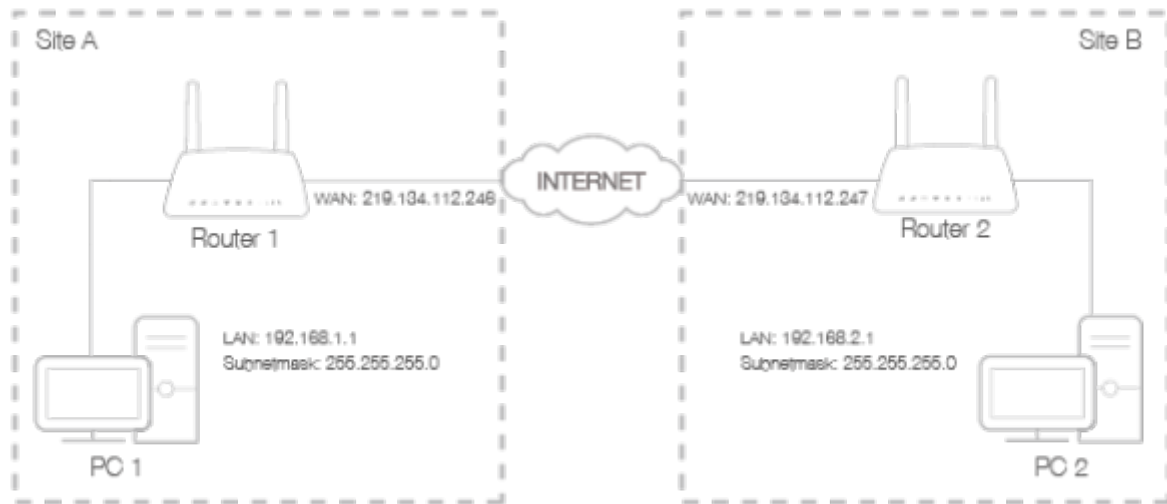 Site A
Site B
INTERNET
WAN: 219.134.112.246
WAN: 219.134.112.247
Router 1
Router 2
LAN: 192.168.1.1
Subnetmask: 255.255.255.0
LAN: 192.168.2.1
Subnetmask: 255.255.255.0
PC 1
PC 2